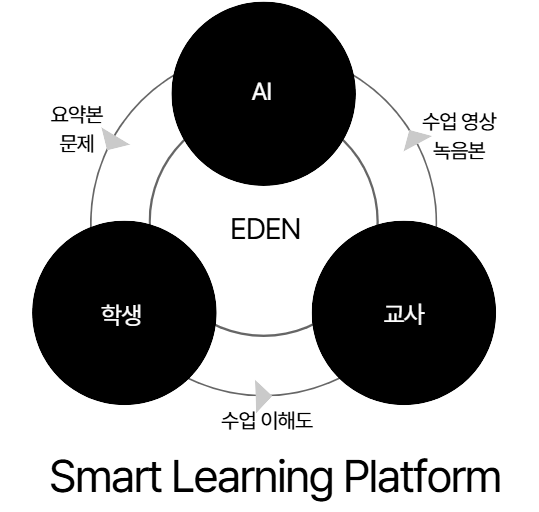 AI
요약본
문제
수업 영상
녹음본
EDEN
학생
교사
수업 이해도
Smart Learning Platform